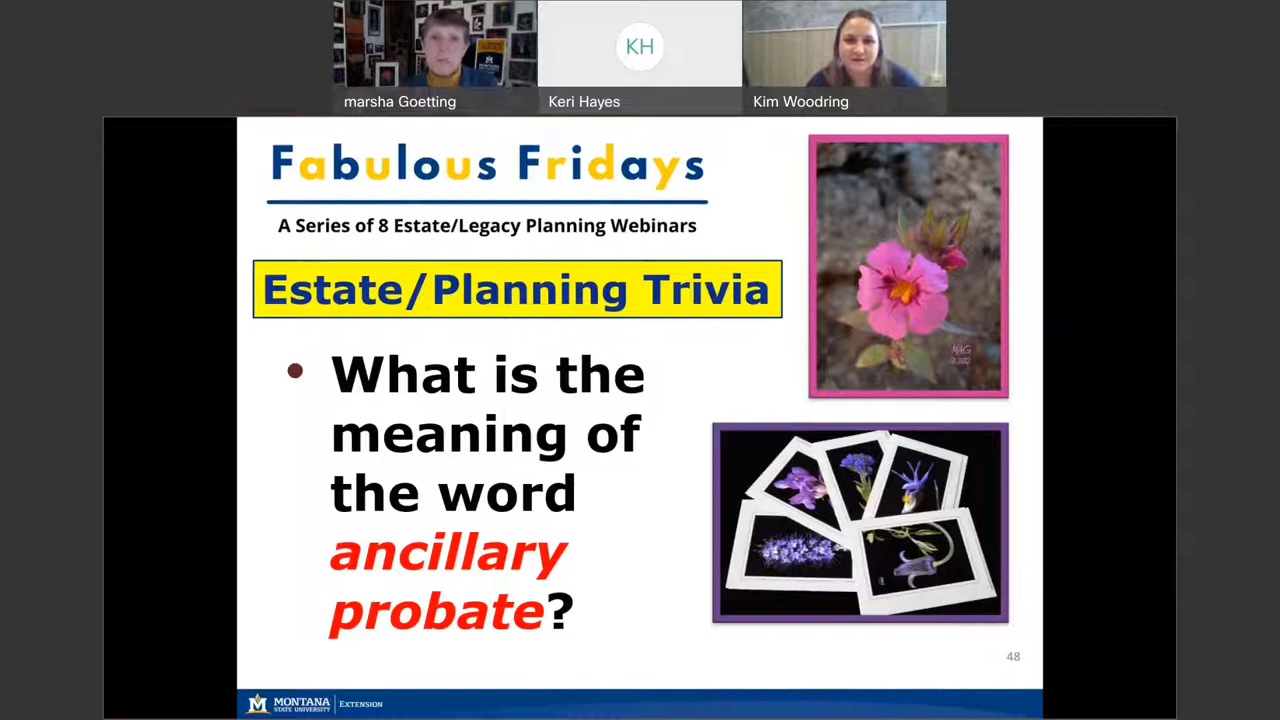 KH
marsha Goetting
Keri Hayes
Kim Woodring
Fabulous Fridays
A Series of 8 Estate/Legacy Planning Webinars
Estate/Planning Trivia
• What is the
meaning of
the word
ancillary
probate?
MAG
48
MONTANA
STATE UNIVERSITY
EXTENSION